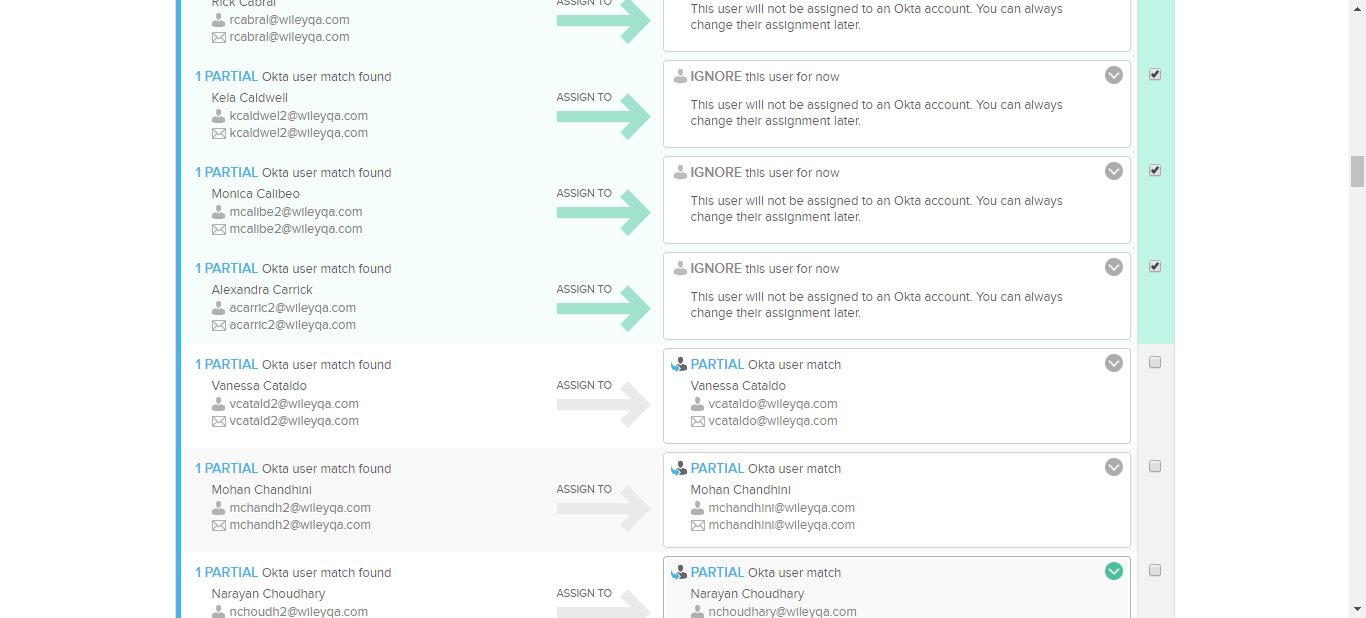 Rick Cabral
rcabral@wileyqa.com
rcabral@wileyqa.com
ASSIGN TO
This user will not be assigned to an Okta account. You can always
change their assignment later.
1 PARTIAL Okta user match found
Kela Caldwell
kcaldwel2@wileyqa.com
kcaldwel2@wileyqa.com
ASSIGN TO
IGNORE this user for now
This user will not be assigned to an Okta account. You can always
change their assignment later.
1 PARTIAL Okta user match found
Monica Calibeo
mcalibe2@wileyqa.com
mcalibe2@wileyqa.com
ASSIGN TO
IGNORE this user for now
This user will not be assigned to an Okta account. You can always
change their assignment later.
1 PARTIAL Okta user match found
Alexandra Carrick
acarric2@wileyqa.com
acarric2@wileyqa.com
ASSIGN TO
IGNORE this user for now
This user will not be assigned to an Okta account. You can always
change their assignment later.
1 PARTIAL Okta user match found
Vanessa Cataldo
vcatald2@wileyqa.com
vcatald2@wileyqa.com
ASSIGN TO
PARTIAL Okta user match
Vanessa Cataldo
vcataldo@wileyqa.com
vcataldo@wileyqa.com
1 PARTIAL Okta user match found
Mohan Chandhini
mchandh2@wileyqa.com
mchandh2@wileyqa.com
ASSIGN TO
PARTIAL Okta user match
Mohan Chandhini
mchandhini@wileyqa.com
mchandhini@wileyqa.com
1 PARTIAL Okta user match found
Narayan Choudhary
nchoudh2@wileyqa.com
ASSIGN TO
PARTIAL Okta user match
Narayan Choudhary
nchoudhary@wileyqa.com